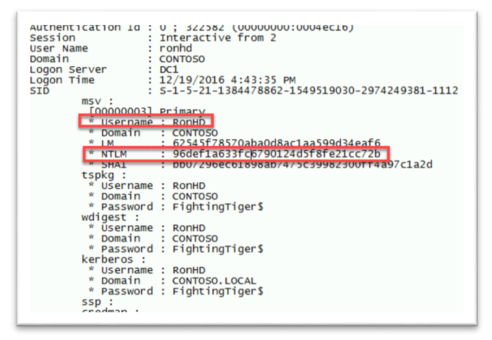 Authentication Id : 0 ; 322582 (00000000:0004ec16)
Session : Interactive from 2
User Name : ronhd
Domain : CONTOSO
Logon Server : DC1
Logon Time : 12/19/2016 4:43:35 PM
SID : S-1-5-21-1384478862-1549519030-2974249381-1112
msv :
[00000003] Primary
* Username : RonHD
* Domain : CONTOSO
* LM : 62545f78570aba0d8ac1aa599d34eaf6
* NTLM : 96def1a633fc6790124d5f8fe21cc72b
* SHA1 : bb07296ec61898ab7475c39982300ff4a97c1a2d
tspkg :
* Username : RonHD
* Domain : CONTOSO
* Password : FightingTiger$
wdigest :
* Username : RonHD
* Domain : CONTOSO
* Password : FightingTiger$
kerberos :
* Username : RonHD
* Domain : CONTOSO.LOCAL
* Password : FightingTiger$
ssp :
credman :